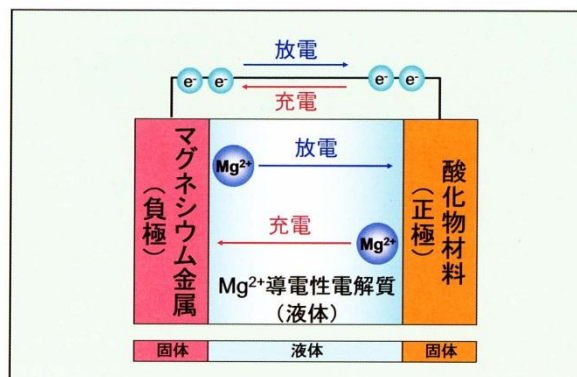 放電
e- e- e- e-
充電
マグネシウム金属
（負極）
Mg2+
放電
充電
Mg2+
Mg2+導電性電解質
（液体）
酸化物材料
（正極）
固体 液体 固体